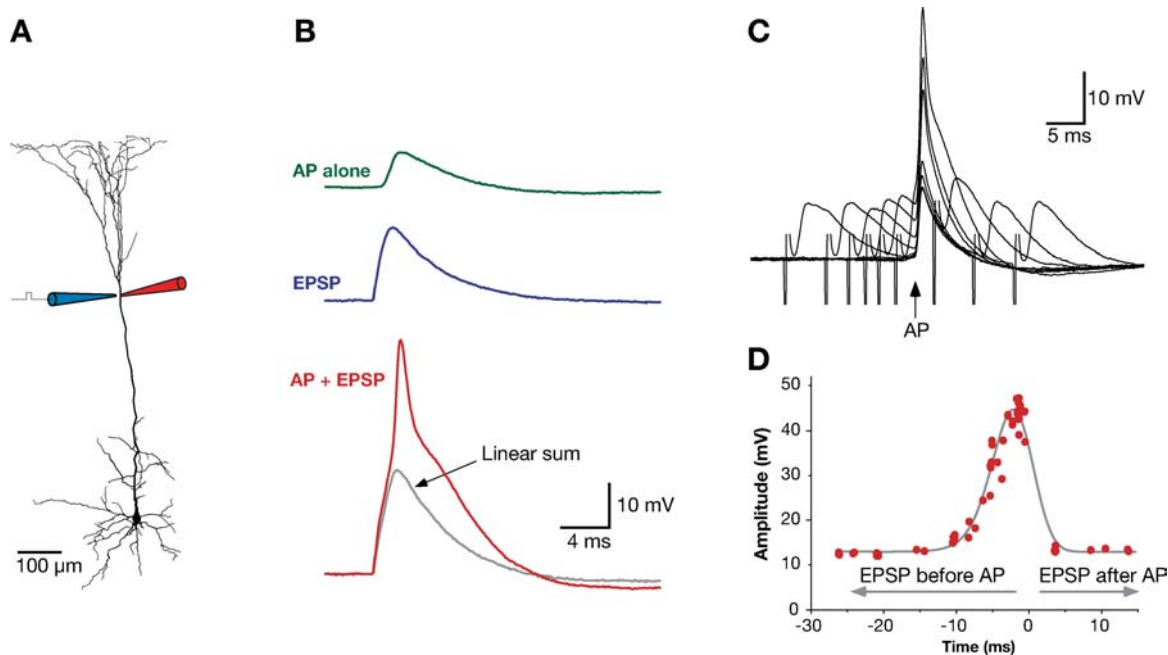 A
100 µm
B
AP alone
EPSP
AP + EPSP
Linear sum
10 mV
4 ms
C
10 mV
5 ms
AP
D
Amplitude (mV)
50
40
30
20
10
0
EPSP before AP
EPSP after AP
-30
-20
-10
0
10
Time (ms)